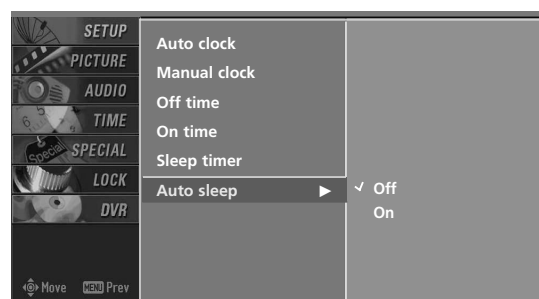 SETUP
PICTURE
AUDIO
TIME
SPECIAL
LOCK
DVR
Move MENU Prev
Auto clock
Manual clock
Off time
On time
Sleep timer
Auto sleep
Off
On